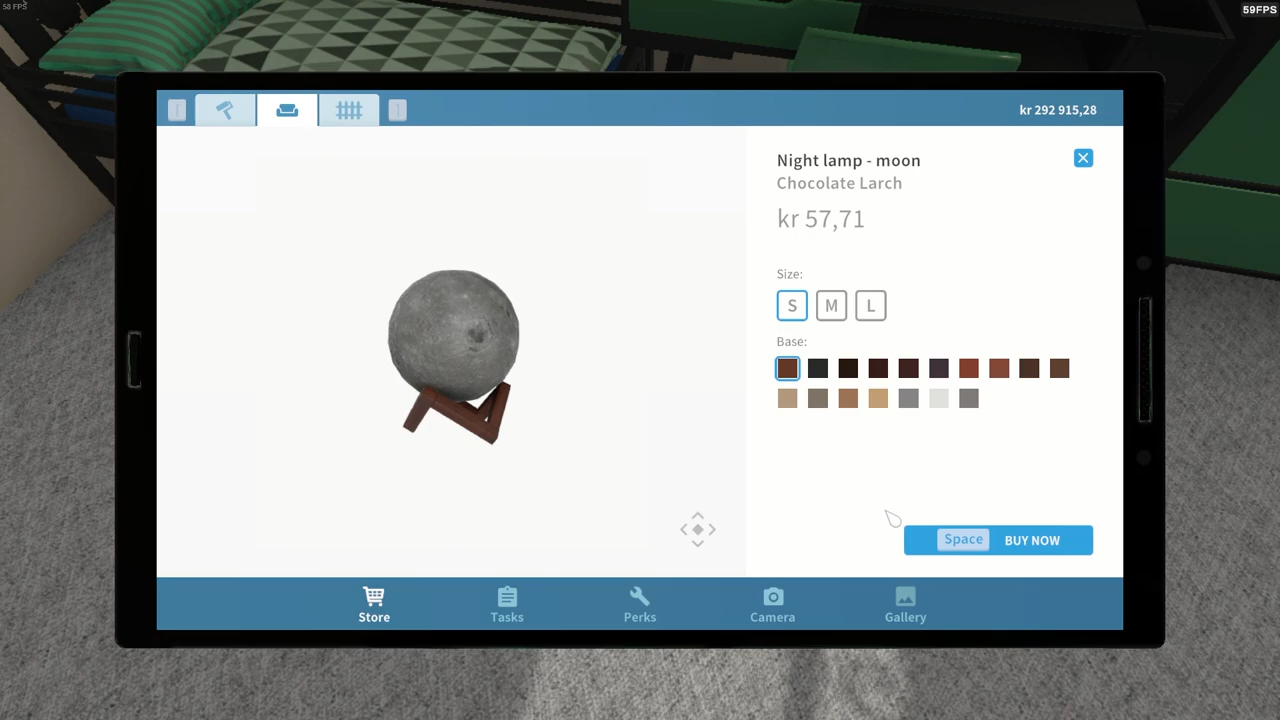 58 FPS
59FPS
kr 292 915,28
Night lamp - moon
Chocolate Larch
kr 57,71
Size:
S M L
Base:
Space BUY NOW
Store Tasks Perks Camera Gallery